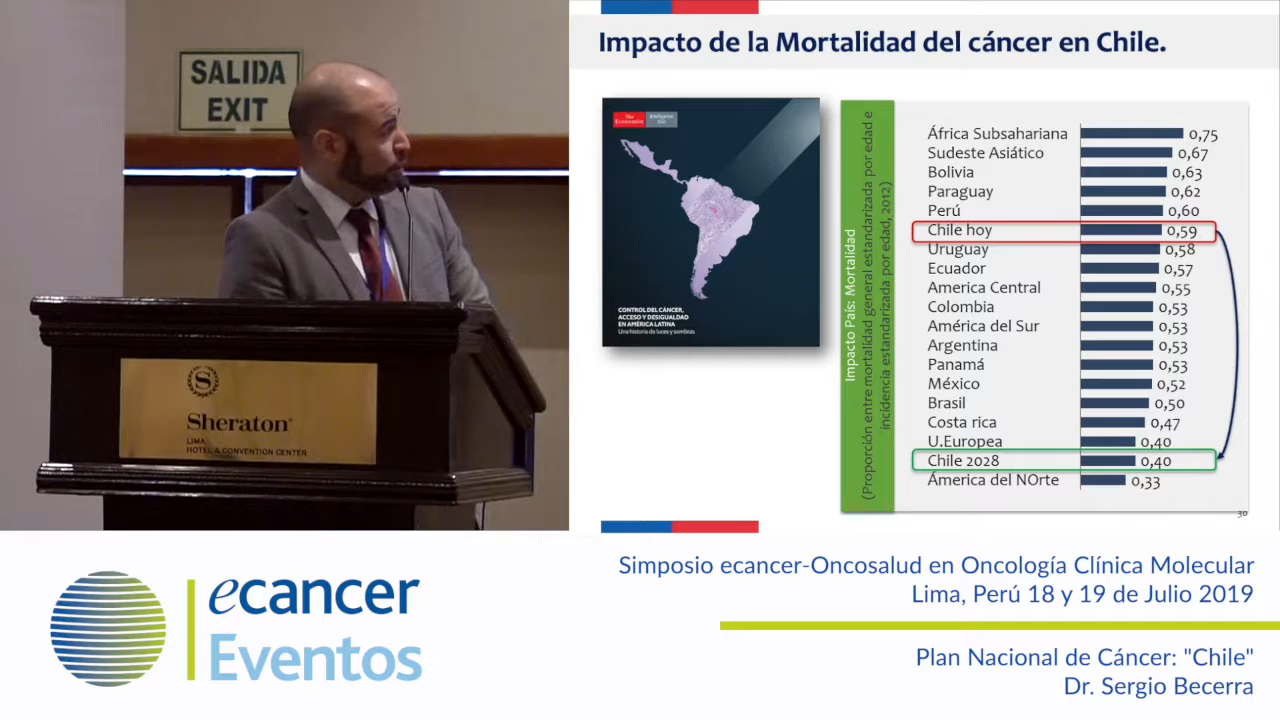 SALIDA
EXIT
S
Sheraton
LIMA
HOTEL & CONVENTION CENTER
Impacto de la Mortalidad del cáncer en Chile.
The
Economist
Intelligence
Unit
CONTROL DEL CÁNCER,
ACCESO Y DESIGUALDAD
EN AMÉRICA LATINA
Una historia de luces y sombras
Impacto País: Mortalidad
(Proporción entre mortalidad general estandarizada por edad e
incidencia estandarizada por edad, 2012)
África Subsahariana 0,75
Sudeste Asiático 0,67
Bolivia 0,63
Paraguay 0,62
Perú 0,60
Chile hoy 0,59
Uruguay 0,58
Ecuador 0,57
America Central 0,55
Colombia 0,53
América del Sur 0,53
Argentina 0,53
Panamá 0,53
México 0,52
Brasil 0,50
Costa rica 0,47
U.Europea 0,40
Chile 2028 0,40
Ámerica del NOrte 0,33
30
ecancer
Eventos
Simposio ecancer-Oncosalud en Oncología Clínica Molecular
Lima, Perú 18 y 19 de Julio 2019
Plan Nacional de Cáncer: "Chile"
Dr. Sergio Becerra